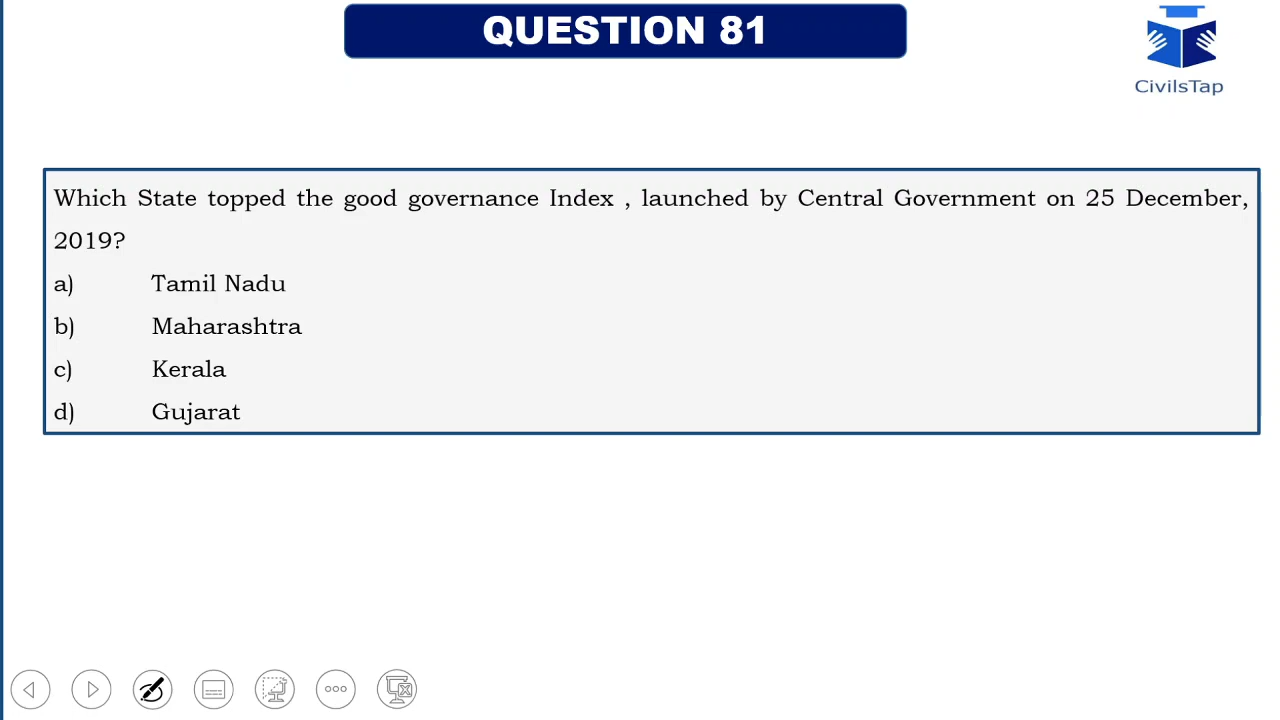 QUESTION 81
CivilsTap
Which State topped the good governance Index , launched by Central Government on 25 December,
2019?
a) Tamil Nadu
b) Maharashtra
c) Kerala
d) Gujarat